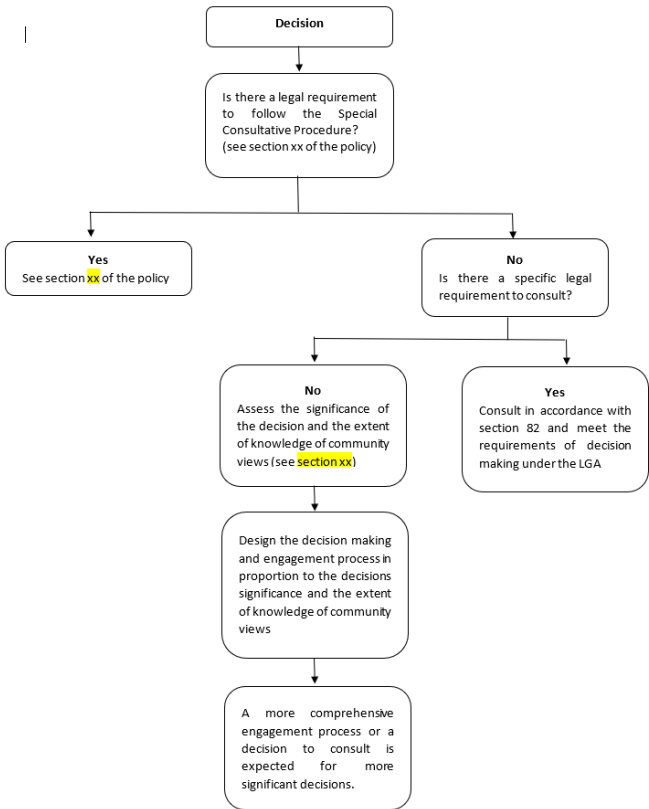 Decision
Is there a legal requirement
to follow the Special
Consultative Procedure?
(see section xx of the policy)
Yes
See section xx of the policy
No
Is there a specific legal
requirement to consult?
No
Assess the significance of
the decision and the extent
of knowledge of community
views (see section xx)
Yes
Consult in accordance with
section 82 and meet the
requirements of decision
making under the LGA
Design the decision making
and engagement process in
proportion to the decisions
significance and the extent
of knowledge of community
views
A more comprehensive
engagement process or a
decision to consult is
expected for more
significant decisions.